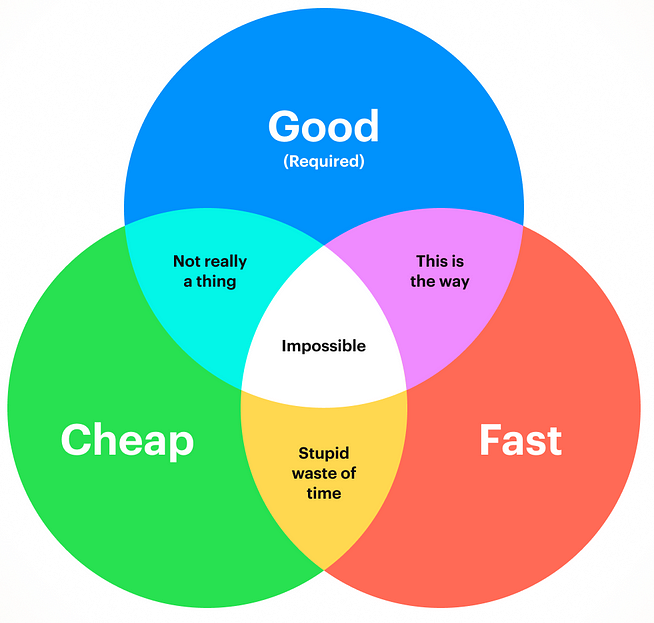 Good
(Required)
Not really
a thing
This is
the way
Impossible
Cheap
Fast
Stupid
waste of
time